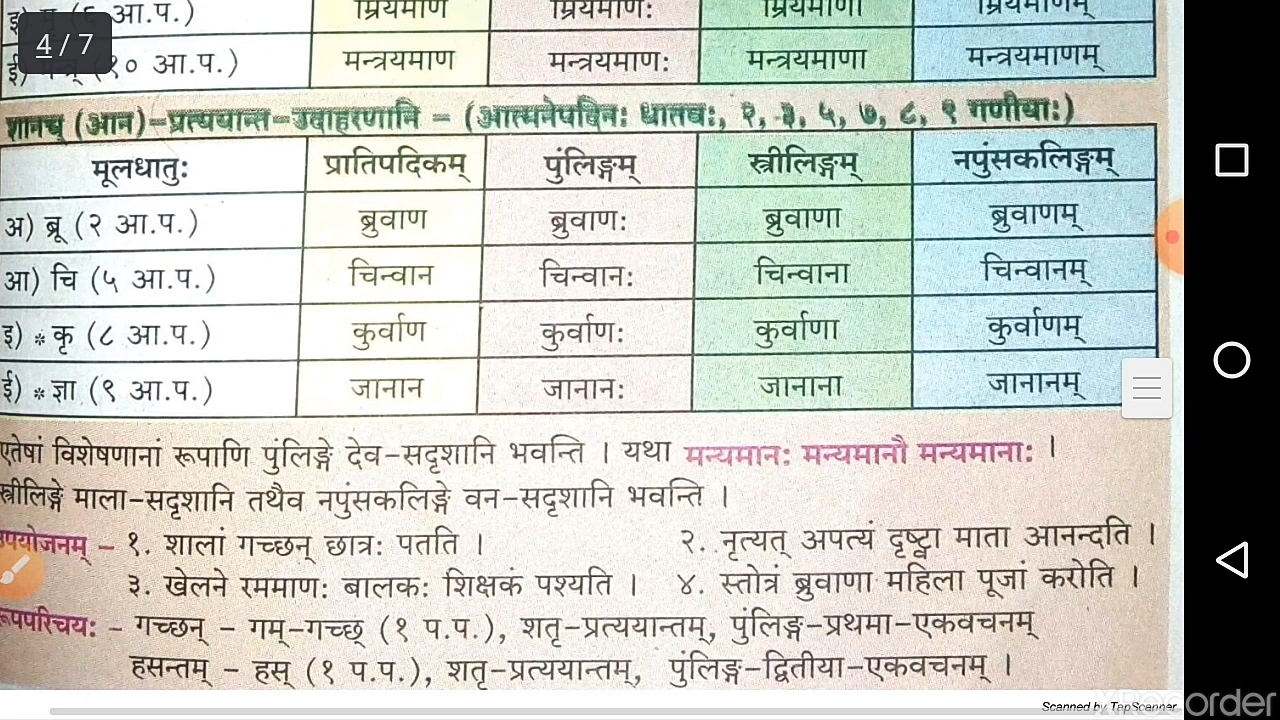 म्रियमाण म्रियमाणः म्रियमाणा म्रियमाणम्
4 / 7
(१० आ.प.) मन्त्रयमाण मन्त्रयमाणः मन्त्रयमाणा मन्त्रयमाणम्
शानच् (आन)-प्रत्ययान्त-उदाहरणानि - (आत्मनेपदिनः धातवः, २, ३, ५, ७, ८, ९ गणीयाः)
मूलधातुः प्रातिपदिकम् पुंलिङ्गम् स्त्रीलिङ्गम् नपुंसकलिङ्गम्
अ) ब्रू (२ आ.प.) ब्रुवाण ब्रुवाणः ब्रुवाणा ब्रुवाणम्
आ) चि (५ आ.प.) चिन्वान चिन्वानः चिन्वाना चिन्वानम्
इ) * कृ (८ आ.प.) कुर्वाण कुर्वाणः कुर्वाणा कुर्वाणम्
ई) * ज्ञा (९ आ.प.) जानान जानानः जानाना जानानम्
एतेषां विशेषणानां रूपाणि पुंलिङ्गे देव-सदृशानि भवन्ति । यथा मन्यमानः मन्यमानौ मन्यमानाः ।
स्त्रीलिङ्गे माला-सदृशानि तथैव नपुंसकलिङ्गे वन-सदृशानि भवन्ति ।
उपयोजनम् - १. शालां गच्छन् छात्रः पतति । २. नृत्यत् अपत्यं दृष्ट्वा माता आनन्दति ।
३. खेलने रममाणः बालकः शिक्षकं पश्यति । ४. स्तोत्रं ब्रुवाणा महिला पूजां करोति ।
रूपपरिचयः - गच्छन् - गम्-गच्छ् (१ प.प.), शतृ-प्रत्ययान्तम्, पुंलिङ्ग-प्रथमा-एकवचनम्
हसन्तम् - हस् (१ प.प.), शतृ-प्रत्ययान्तम्, पुंलिङ्ग-द्वितीया-एकवचनम् ।
Scanned by TapScanner
XRecorder